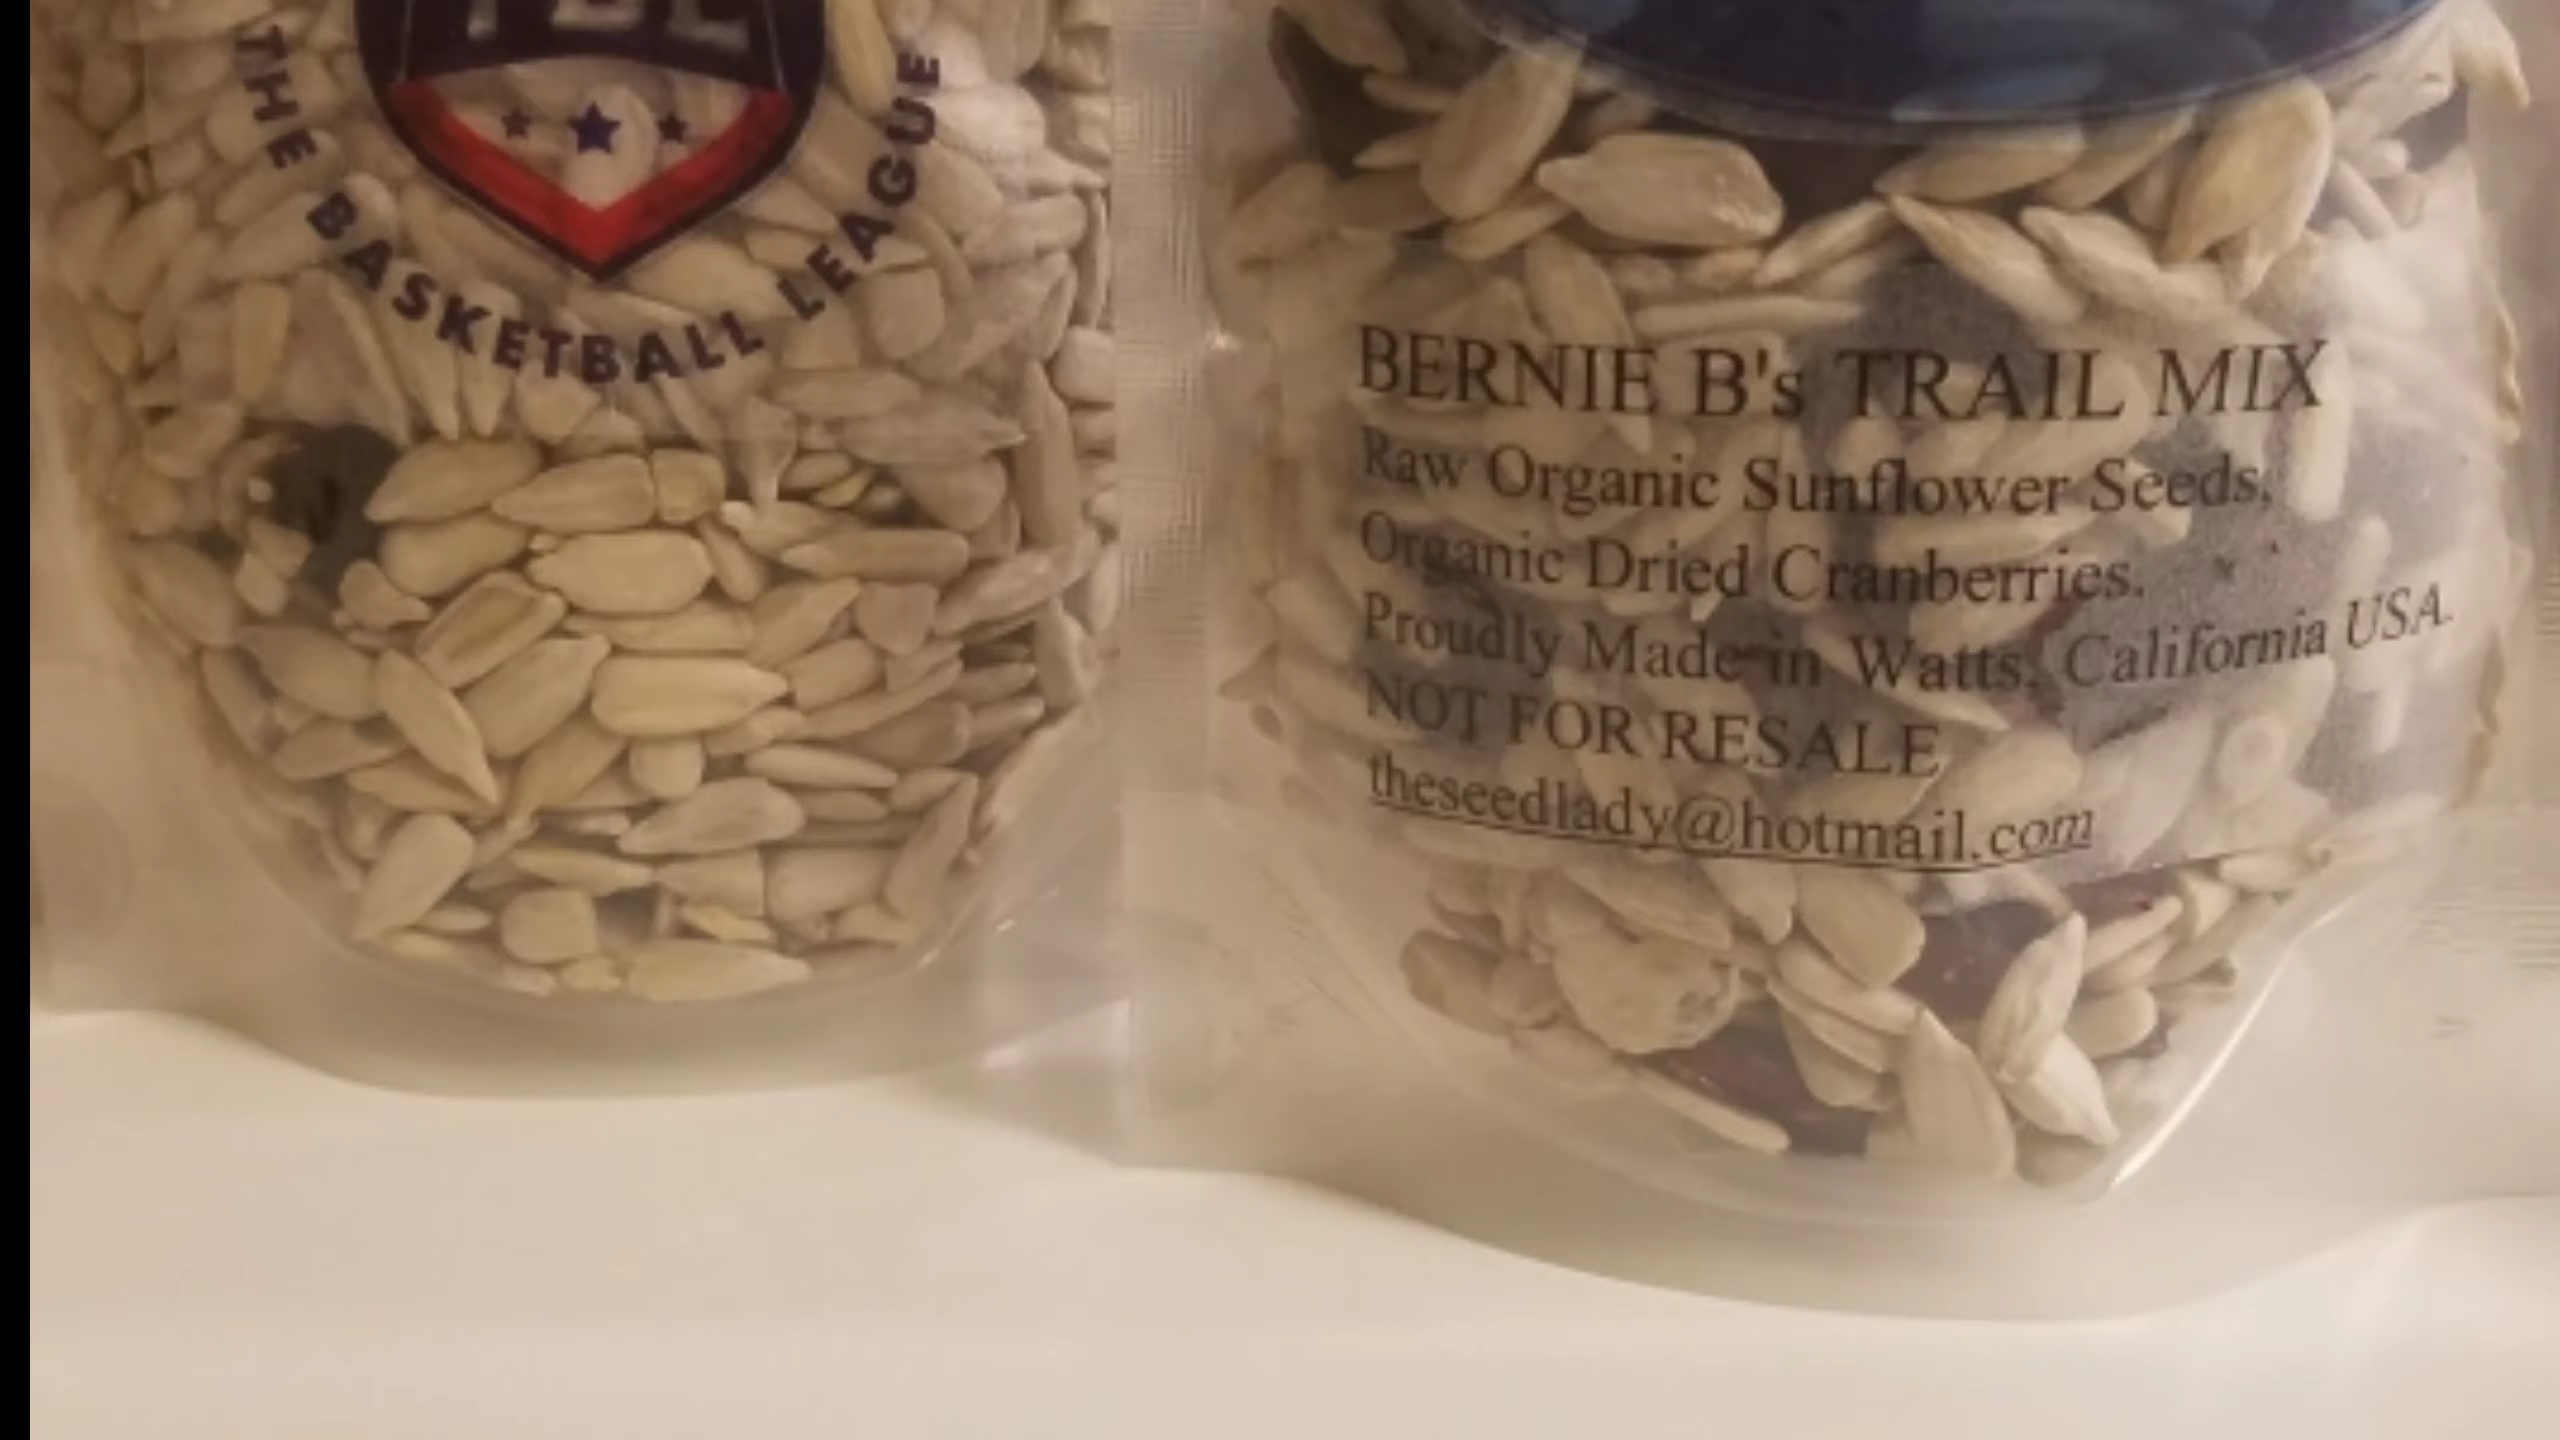 TBL
THE BASKETBALL LEAGUE
BERNIE B's TRAIL MIX
Raw Organic Sunflower Seeds,
Organic Dried Cranberries.
Proudly Made in Watts, California USA.
NOT FOR RESALE
theseedlady@hotmail.com